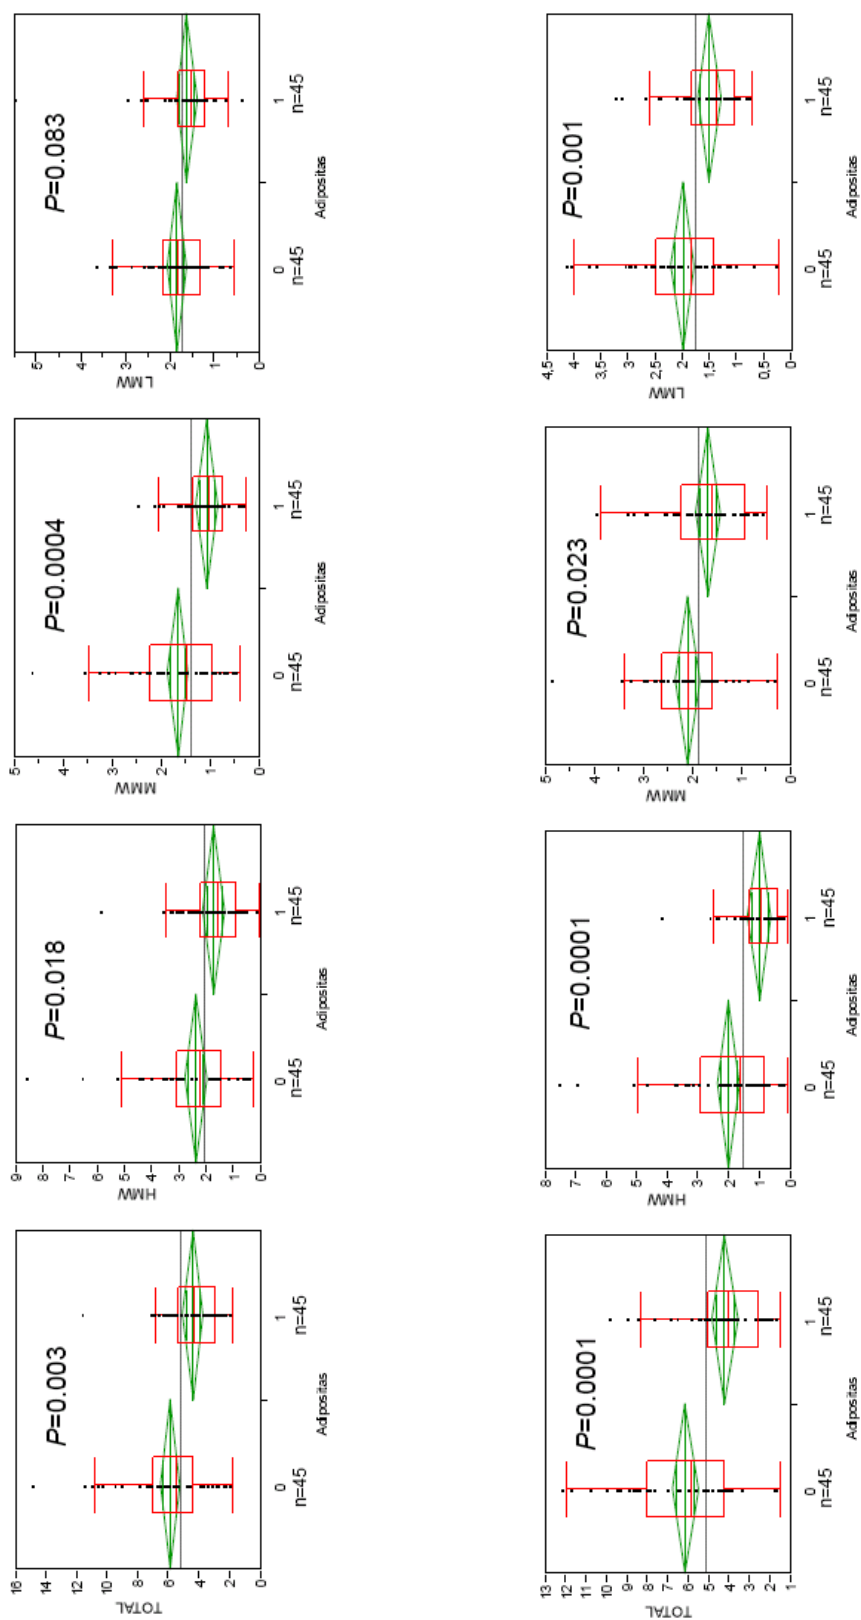 TOTAL
16
14
12
10
8
6
4
2
0
P=0.003
0
1
n=45
n=45
Adipositas
HMW
9
8
7
6
5
4
3
2
1
0
P=0.018
0
1
n=45
n=45
Adipositas
MMW
5
4
3
2
1
0
P=0.0004
0
1
n=45
n=45
Adipositas
LMW
5
4
3
2
1
0
P=0.083
0
1
n=45
n=45
Adipositas
TOTAL
13
12
11
10
9
8
7
6
5
4
3
2
1
P=0.0001
0
1
n=45
n=45
Adipositas
HMW
8
7
6
5
4
3
2
1
0
P=0.0001
0
1
n=45
n=45
Adipositas
MMW
5
4
3
2
1
0
P=0.023
0
1
n=45
n=45
Adipositas
LMW
4,5
4
3,5
3
2,5
2
1,5
1
0,5
0
P=0.001
0
1
n=45
n=45
Adipositas